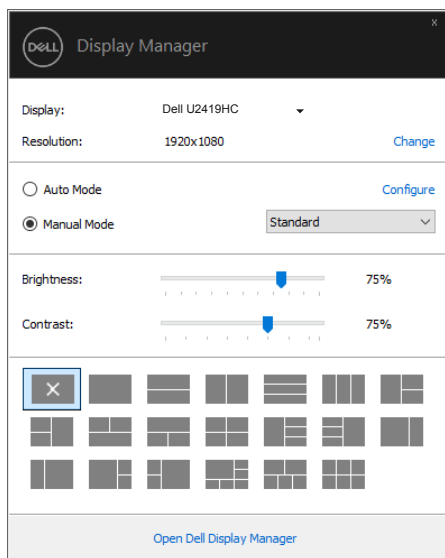 x
DELL Display Manager
Display: Dell U2419HC
Resolution: 1920x1080 Change
Auto Mode Configure
Manual Mode Standard
Brightness: 75%
Contrast: 75%
Open Dell Display Manager